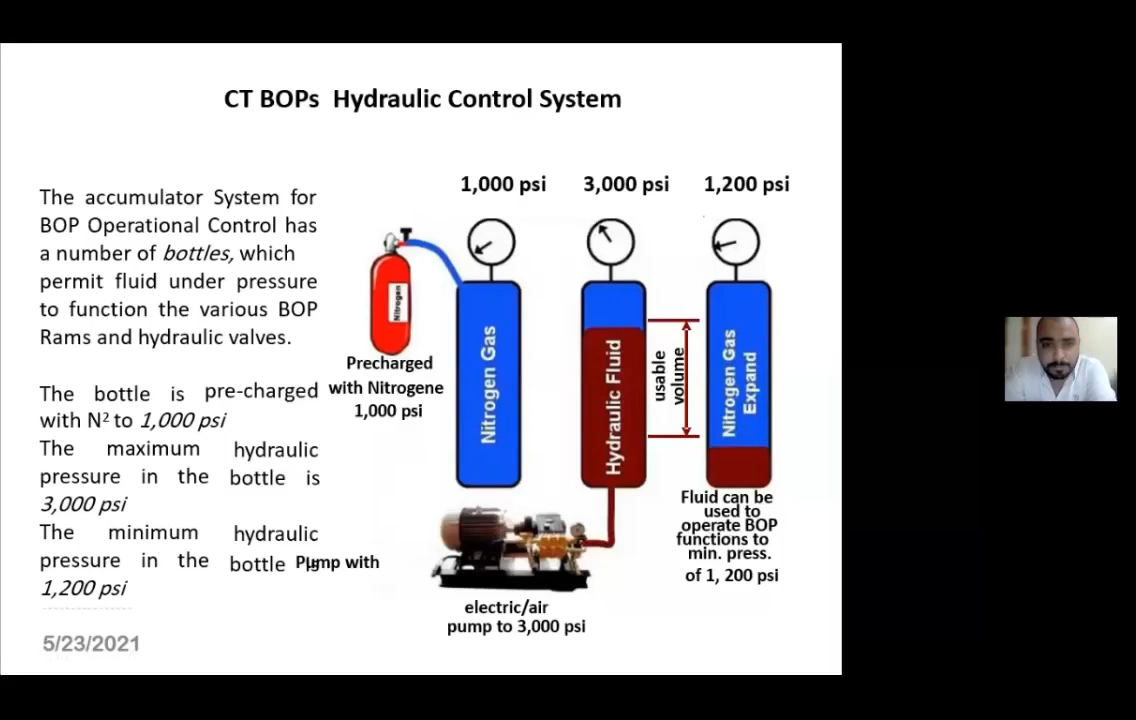 CT BOPs Hydraulic Control System
The accumulator System for
BOP Operational Control has
a number of bottles, which
permit fluid under pressure
to function the various BOP
Rams and hydraulic valves.
The bottle is pre-charged
with N² to 1,000 psi
The maximum hydraulic
pressure in the bottle is
3,000 psi
The minimum hydraulic
pressure in the bottle is
1,200 psi
5/23/2021
1,000 psi
3,000 psi
1,200 psi
Nitrogen
Precharged
with Nitrogene
1,000 psi
Nitrogen Gas
Hydraulic Fluid
usable
volume
Nitrogen Gas
Expand
Pump with
electric/air
pump to 3,000 psi
Fluid can be
used to
operate BOP
functions to
min. press.
of 1, 200 psi